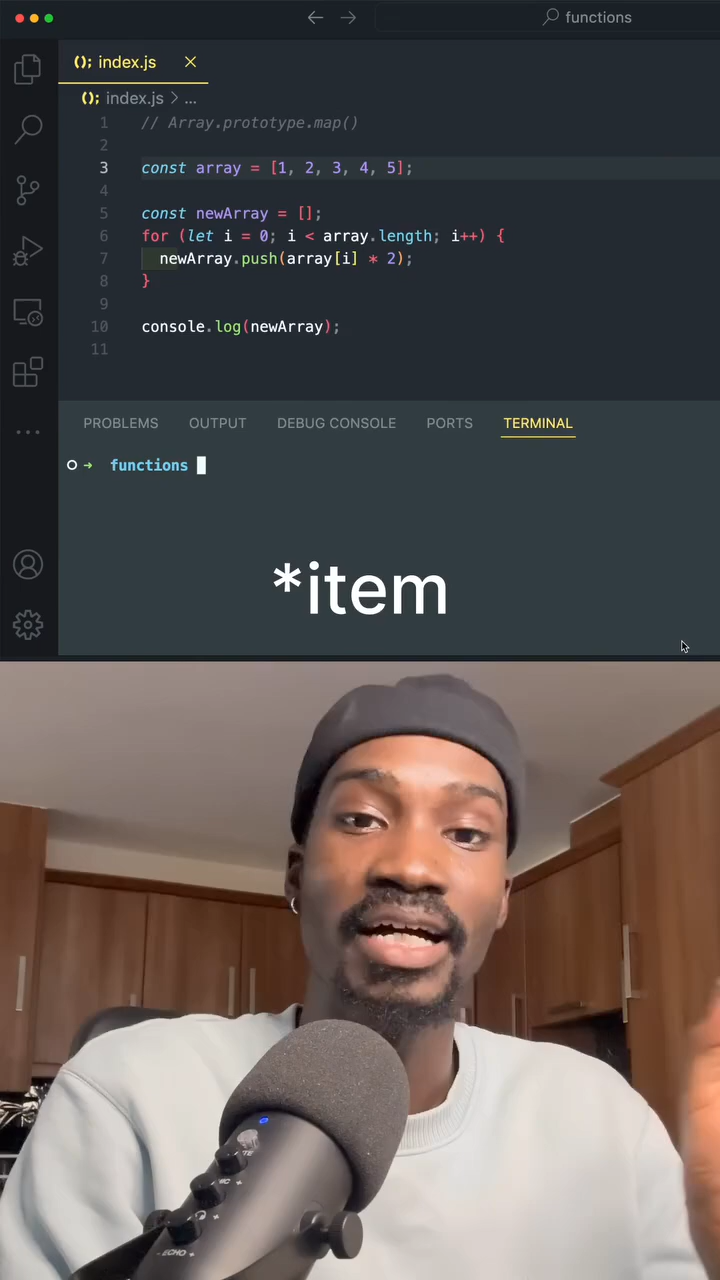 functions
index.js
index.js > ...
1 // Array.prototype.map()
2
3 const array = [1, 2, 3, 4, 5];
4
5 const newArray = [];
6 for (let i = 0; i < array.length; i++) {
7 newArray.push(array[i] * 2);
8 }
9
10 console.log(newArray);
11
PROBLEMS OUTPUT DEBUG CONSOLE PORTS TERMINAL
→ functions
*item
ECHO